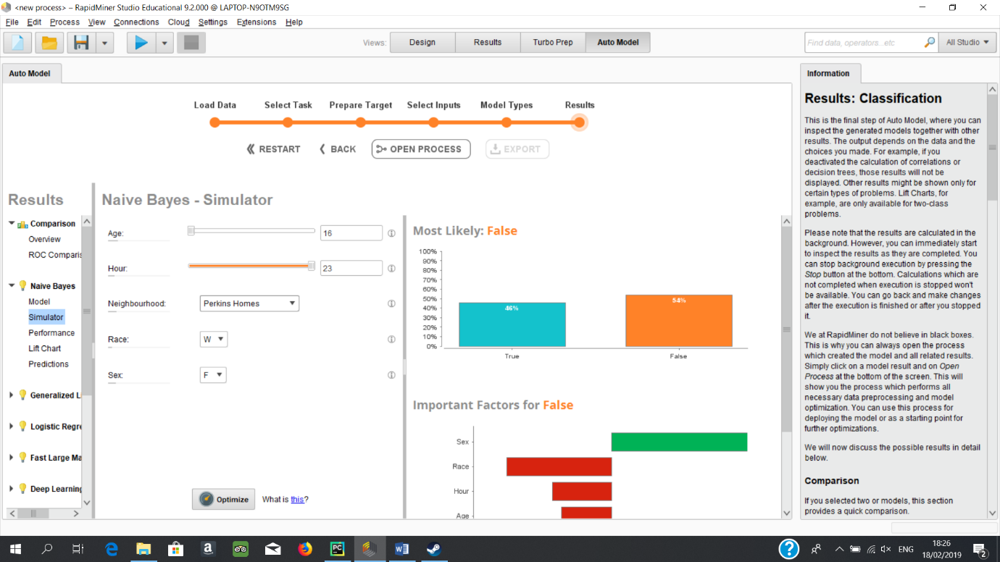 <new process> – RapidMiner Studio Educational 9.2.000 @ LAPTOP-N9OTM9SG
File Edit Process View Connections Cloud Settings Extensions Help
Views: Design Results Turbo Prep Auto Model
Find data, operators...etc
All Studio
Auto Model
Load Data Select Task Prepare Target Select Inputs Model Types Results
RESTART BACK OPEN PROCESS EXPORT
Results
Comparison
Overview
ROC Comparis
Naive Bayes
Model
Simulator
Performance
Lift Chart
Predictions
Generalized Li
Logistic Regre
Fast Large Ma
Deep Learning
Naive Bayes - Simulator
Age: 16
Hour: 23
Neighbourhood: Perkins Homes
Race: W
Sex: F
Optimize What is this?
Most Likely: False
100%
90%
80%
70%
60%
50%
40%
30%
20%
10%
0%
46%
54%
True False
Important Factors for False
Sex
Race
Hour
Age
Information
Results: Classification
This is the final step of Auto Model, where you can
inspect the generated models together with other
results. The output depends on the data and the
choices you made. For example, if you
deactivated the calculation of correlations or
decision trees, those results will not be
displayed. Other results might be shown only for
certain types of problems. Lift Charts, for
example, are only available for two-class
problems.
Please note that the results are calculated in the
background. However, you can immediately start
to inspect the results as they are completed. You
can stop background execution by pressing the
Stop button at the bottom. Calculations which are
not completed when execution is stopped won't
be available. You can go back and make changes
after the execution is finished or after you stopped
it.
We at RapidMiner do not believe in black boxes.
This is why you can always open the process
which created the model and all related results.
Simply click on a model result and on Open
Process at the bottom of the screen. This will
show you the process which performs all
necessary data preprocessing and model
optimization. You can use this process for
deploying the model or as a starting point for
further optimizations.
We will now discuss the possible results in detail
below.
Comparison
If you selected two or models, this section
provides a quick comparison.
ENG
18:26
18/02/2019
2